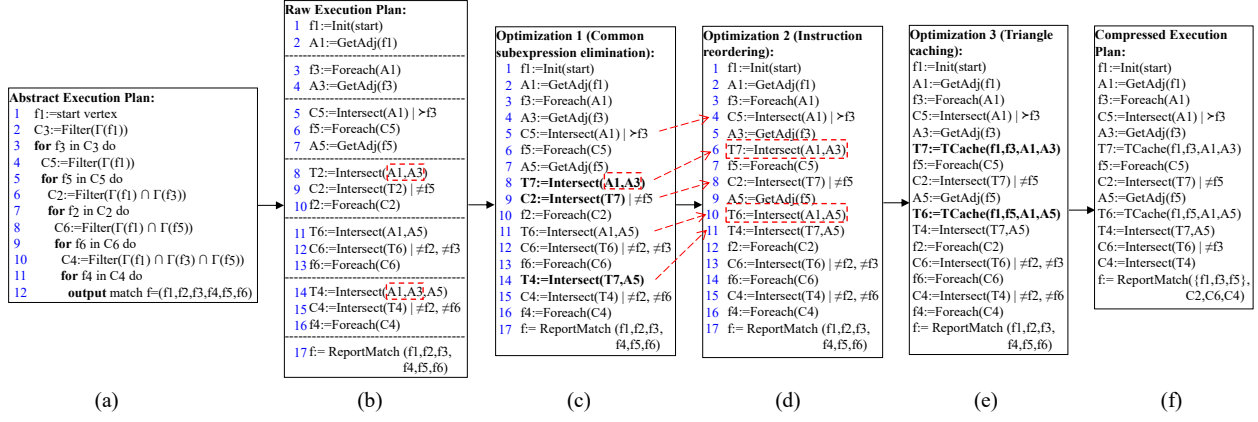 Abstract Execution Plan:
1 f1:=start vertex
2 C3:=Filter(Γ(f1))
3 for f3 in C3 do
4 C5:=Filter(Γ(f1))
5 for f5 in C5 do
6 C2:=Filter(Γ(f1) ∩ Γ(f3))
7 for f2 in C2 do
8 C6:=Filter(Γ(f1) ∩ Γ(f5))
9 for f6 in C6 do
10 C4:=Filter(Γ(f1) ∩ Γ(f3) ∩ Γ(f5))
11 for f4 in C4 do
12 output match f=(f1,f2,f3,f4,f5,f6)
(a)
Raw Execution Plan:
1 f1:=Init(start)
2 A1:=GetAdj(f1)
3 f3:=Foreach(A1)
4 A3:=GetAdj(f3)
5 C5:=Intersect(A1) | ≻f3
6 f5:=Foreach(C5)
7 A5:=GetAdj(f5)
8 T2:=Intersect(A1,A3)
9 C2:=Intersect(T2) | ≠f5
10 f2:=Foreach(C2)
11 T6:=Intersect(A1,A5)
12 C6:=Intersect(T6) | ≠f2, ≠f3
13 f6:=Foreach(C6)
14 T4:=Intersect(A1,A3,A5)
15 C4:=Intersect(T4) | ≠f2, ≠f6
16 f4:=Foreach(C4)
17 f:= ReportMatch (f1,f2,f3,
f4,f5,f6)
(b)
Optimization 1 (Common
subexpression elimination):
1 f1:=Init(start)
2 A1:=GetAdj(f1)
3 f3:=Foreach(A1)
4 A3:=GetAdj(f3)
5 C5:=Intersect(A1) | ≻f3
6 f5:=Foreach(C5)
7 A5:=GetAdj(f5)
8 T7:=Intersect(A1,A3)
9 C2:=Intersect(T7) | ≠f5
10 f2:=Foreach(C2)
11 T6:=Intersect(A1,A5)
12 C6:=Intersect(T6) | ≠f2, ≠f3
13 f6:=Foreach(C6)
14 T4:=Intersect(T7,A5)
15 C4:=Intersect(T4) | ≠f2, ≠f6
16 f4:=Foreach(C4)
17 f:= ReportMatch (f1,f2,f3,
f4,f5,f6)
(c)
Optimization 2 (Instruction
reordering):
1 f1:=Init(start)
2 A1:=GetAdj(f1)
3 f3:=Foreach(A1)
4 C5:=Intersect(A1) | ≻f3
5 A3:=GetAdj(f3)
6 T7:=Intersect(A1,A3)
7 f5:=Foreach(C5)
8 C2:=Intersect(T7) | ≠f5
9 A5:=GetAdj(f5)
10 T6:=Intersect(A1,A5)
11 T4:=Intersect(T7,A5)
12 f2:=Foreach(C2)
13 C6:=Intersect(T6) | ≠f2, ≠f3
14 f6:=Foreach(C6)
15 C4:=Intersect(T4) | ≠f2, ≠f6
16 f4:=Foreach(C4)
17 f:= ReportMatch (f1,f2,f3,
f4,f5,f6)
(d)
Optimization 3 (Triangle
caching):
f1:=Init(start)
A1:=GetAdj(f1)
f3:=Foreach(A1)
C5:=Intersect(A1) | ≻f3
A3:=GetAdj(f3)
T7:=TCache(f1,f3,A1,A3)
f5:=Foreach(C5)
C2:=Intersect(T7) | ≠f5
A5:=GetAdj(f5)
T6:=TCache(f1,f5,A1,A5)
T4:=Intersect(T7,A5)
f2:=Foreach(C2)
C6:=Intersect(T6) | ≠f2, ≠f3
f6:=Foreach(C6)
C4:=Intersect(T4) | ≠f2, ≠f6
f4:=Foreach(C4)
f:= ReportMatch (f1,f2,f3,
f4,f5,f6)
(e)
Compressed Execution
Plan:
f1:=Init(start)
A1:=GetAdj(f1)
f3:=Foreach(A1)
C5:=Intersect(A1) | ≻f3
A3:=GetAdj(f3)
T7:=TCache(f1,f3,A1,A3)
f5:=Foreach(C5)
C2:=Intersect(T7) | ≠f5
A5:=GetAdj(f5)
T6:=TCache(f1,f5,A1,A5)
T4:=Intersect(T7,A5)
C6:=Intersect(T6) | ≠f3
C4:=Intersect(T4)
f:= ReportMatch({f1,f3,f5},
C2,C6,C4)
(f)